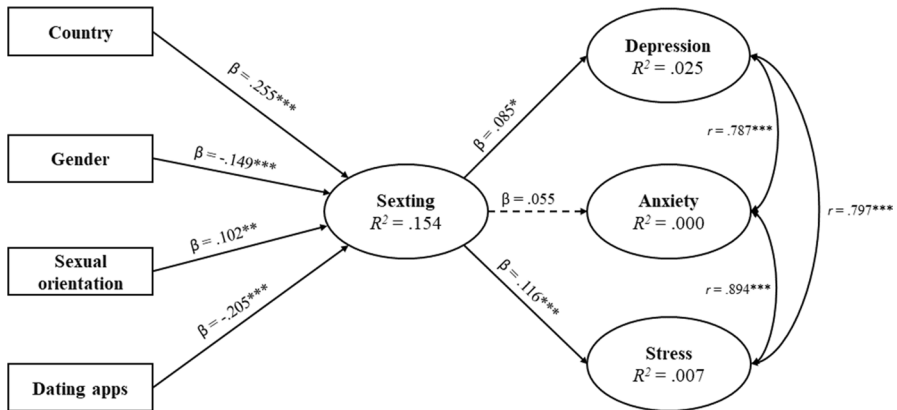 Country
Gender
Sexual
orientation
Dating apps
β = .255***
β = -.149***
β = .102**
β = -.205***
Sexting
R² = .154
β = .085*
β = .055
β = .116***
Depression
R² = .025
Anxiety
R² = .000
Stress
R² = .007
r = .787***
r = .797***
r = .894***